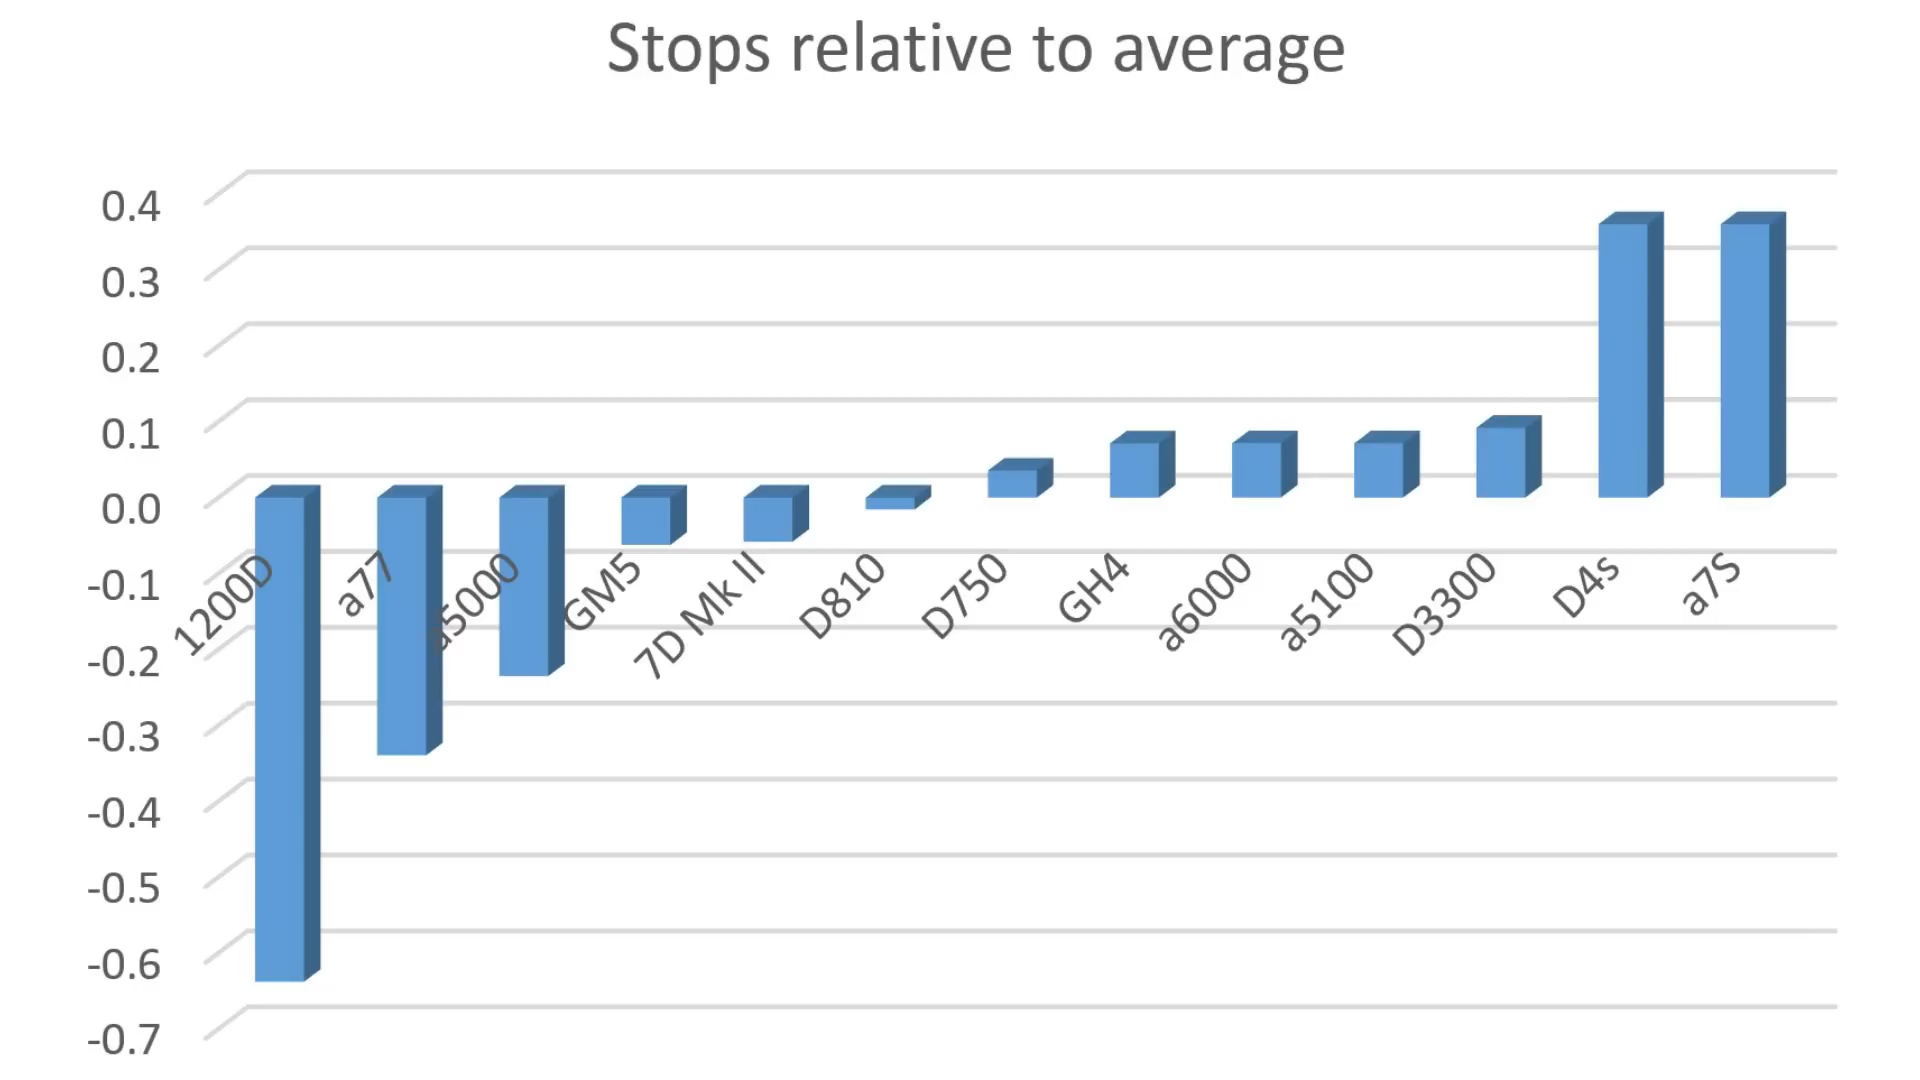 Stops relative to average
0.4
0.3
0.2
0.1
0.0
-0.1
-0.2
-0.3
-0.4
-0.5
-0.6
-0.7
1200D
a77
a5000
GM5
7D Mk II
D810
D750
GH4
a6000
a5100
D3300
D4s
a7S